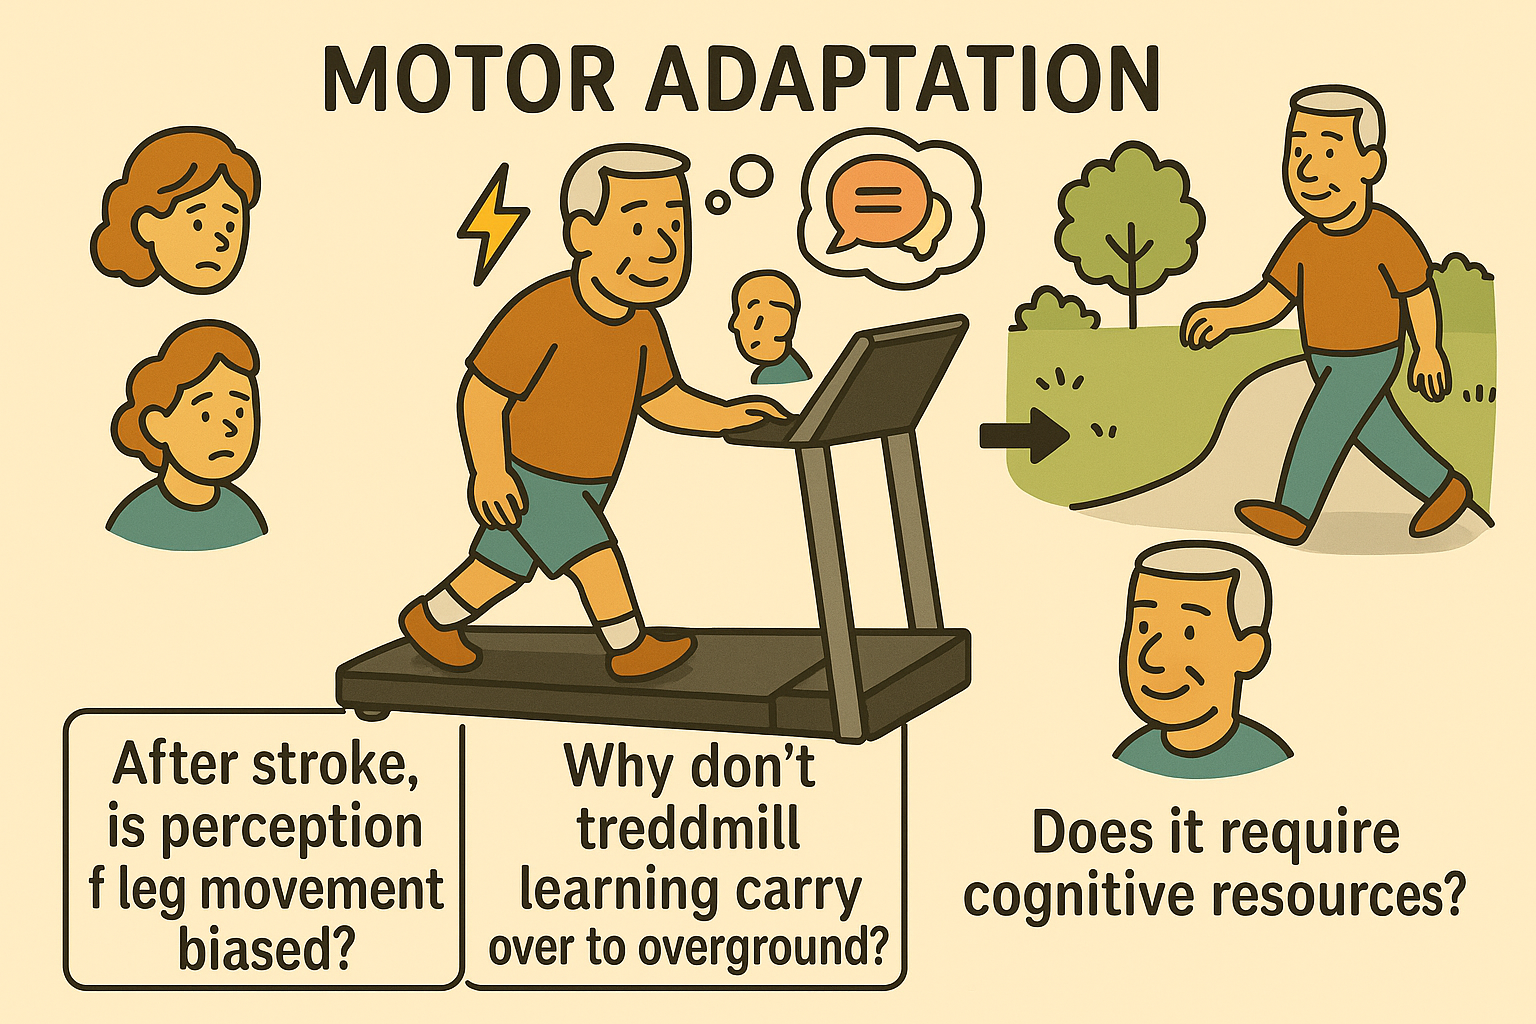 MOTOR ADAPTATION
After stroke,
is perception
f leg movement
biased?
Why don't
treddmill
learning carry
over to overground?
Does it require
cognitive resources?